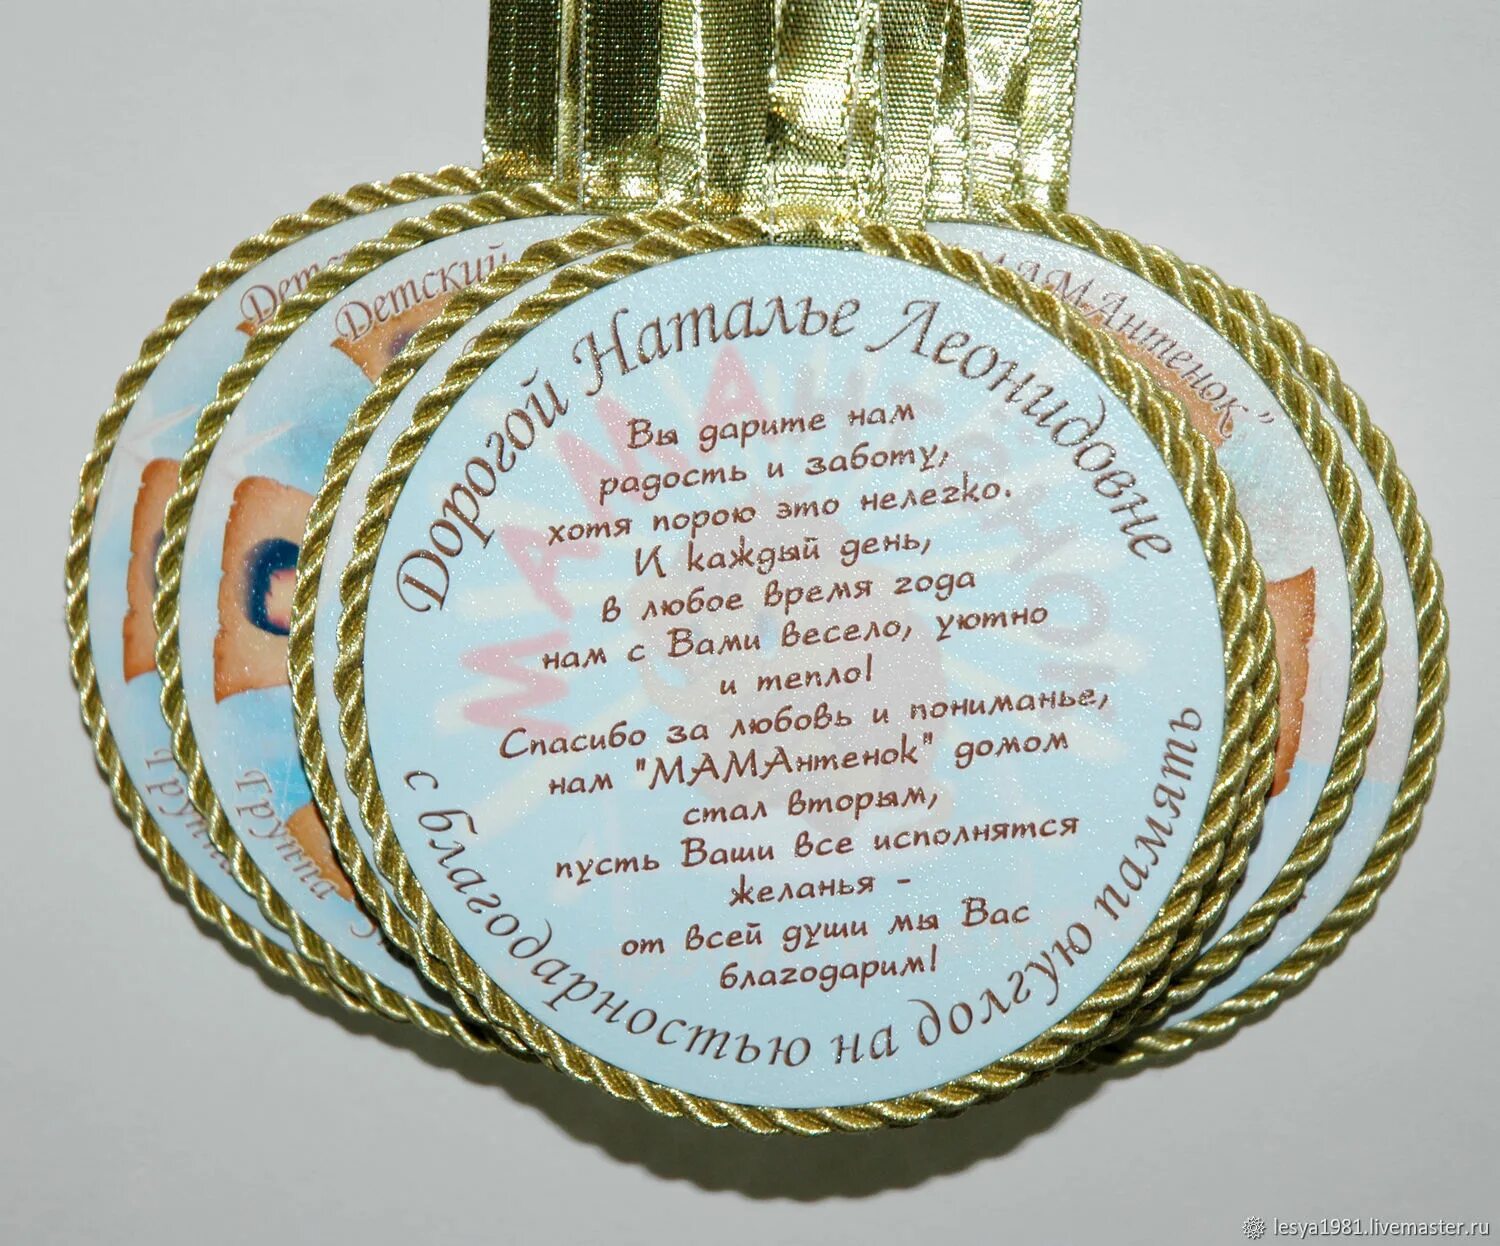 Дорогой Наталье Леонидовне
Вы дарите нам
радость и заботу,
хотя порою это нелегко.
И каждый день,
в любое время года
нам с Вами весело, уютно
и тепло!
Спасибо за любовь и пониманье,
нам "МАМАнтенок" домом
стал вторым,
пусть Ваши все исполнятся
желанья -
от всей души мы Вас
благодарим!
с благодарностью на долгую память
Детский
Группа
МАМАнтенок"
lesya1981.livemaster.ru